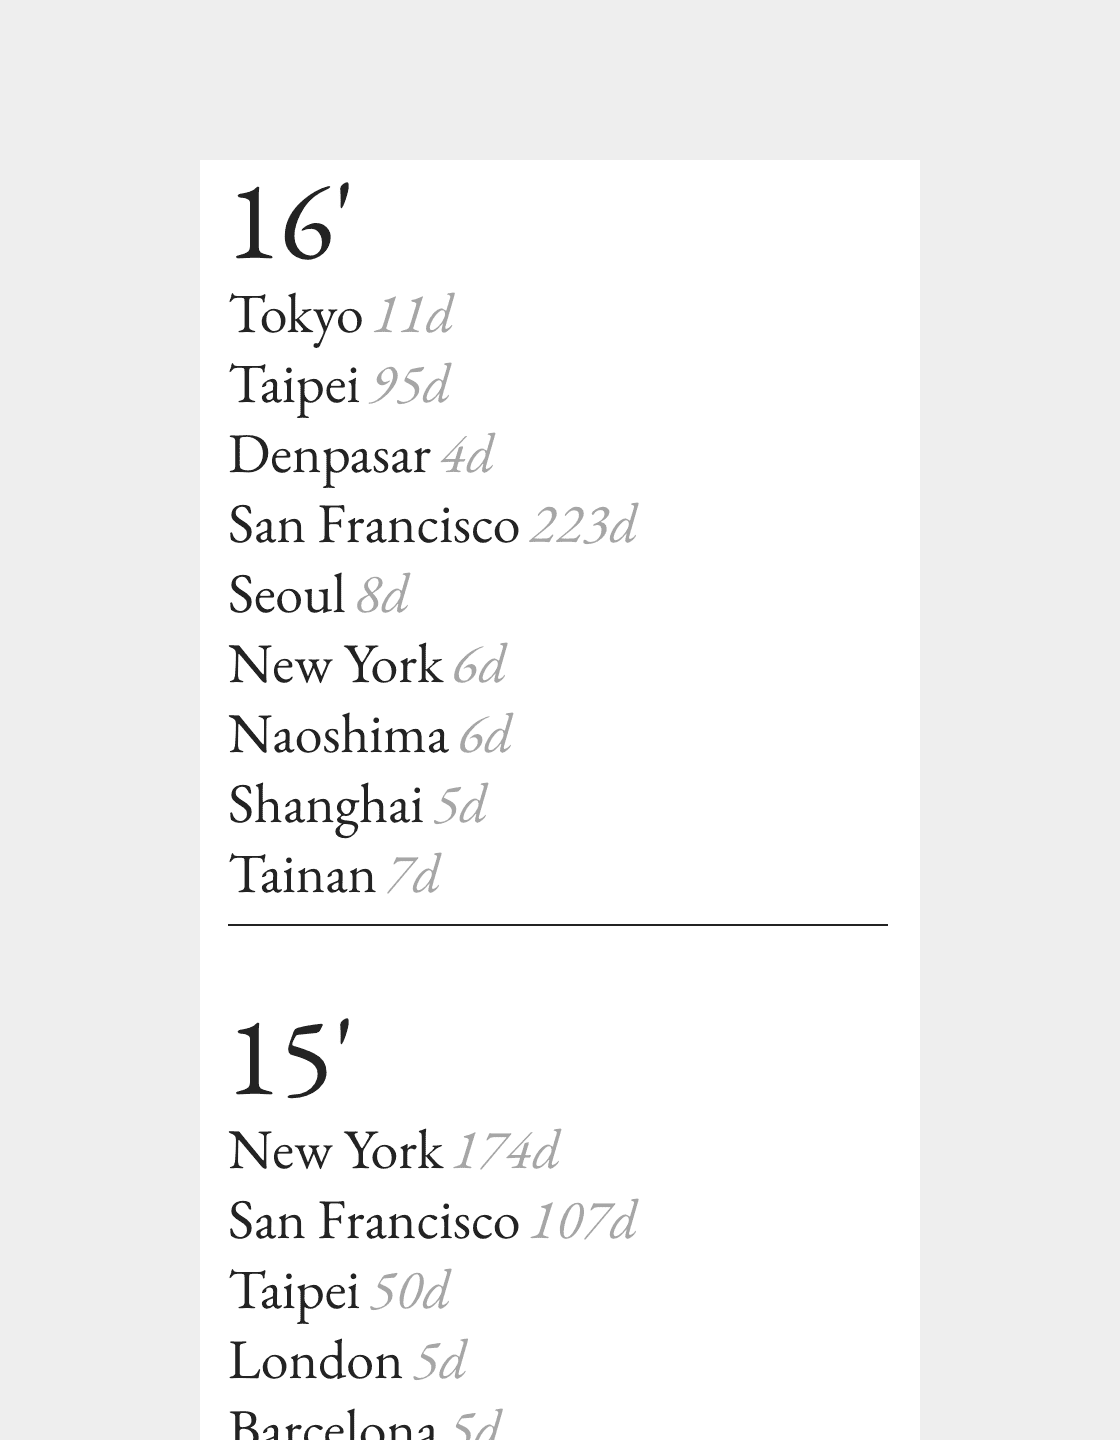 16'
Tokyo 11d
Taipei 95d
Denpasar 4d
San Francisco 223d
Seoul 8d
New York 6d
Naoshima 6d
Shanghai 5d
Tainan 7d
15'
New York 174d
San Francisco 107d
Taipei 50d
London 5d
Barcelona 5d